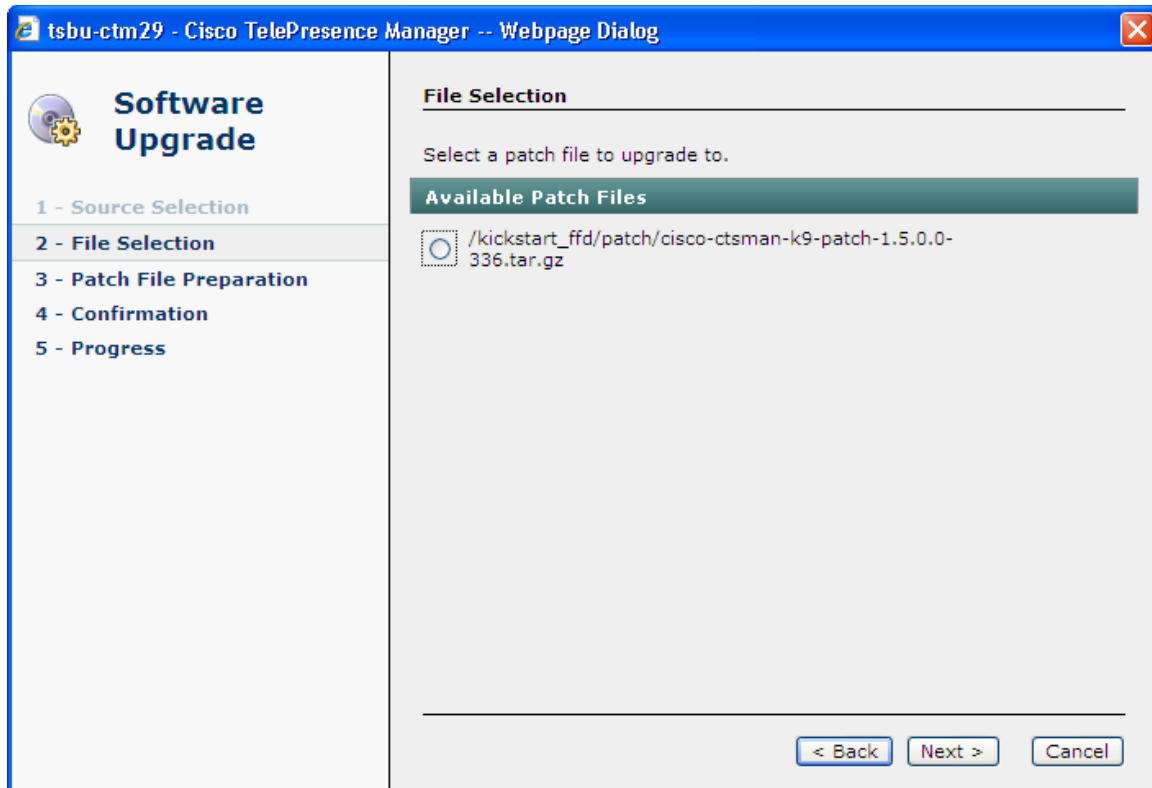 tsbu-ctm29 - Cisco TelePresence Manager -- Webpage Dialog
Software
Upgrade
1 - Source Selection
2 - File Selection
3 - Patch File Preparation
4 - Confirmation
5 - Progress
File Selection
Select a patch file to upgrade to.
Available Patch Files
/kickstart_ffd/patch/cisco-ctsman-k9-patch-1.5.0.0-
336.tar.gz
< Back
Next >
Cancel